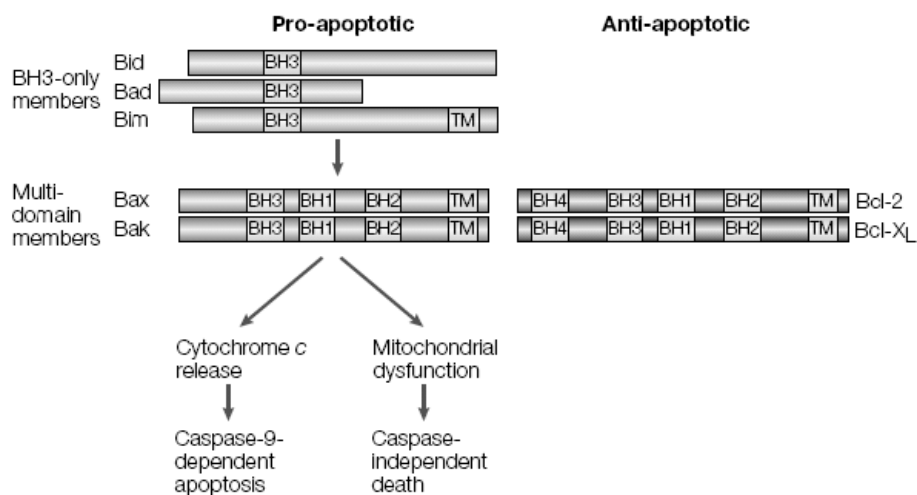 Pro-apoptotic Anti-apoptotic
BH3-only
members
Bid BH3
Bad BH3
Bim BH3 TM
Multi-
domain
members
Bax BH3 BH1 BH2 TM BH4 BH3 BH1 BH2 TM Bcl-2
Bak BH3 BH1 BH2 TM BH4 BH3 BH1 BH2 TM Bcl-XL
Cytochrome c
release
Mitochondrial
dysfunction
Caspase-9-
dependent
apoptosis
Caspase-
independent
death